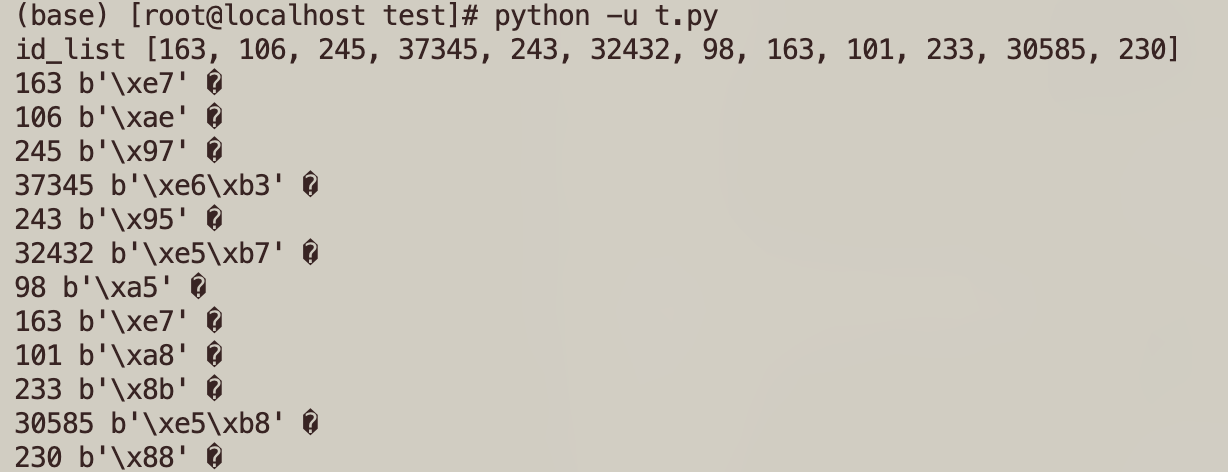 (base) [root@localhost test]# python -u t.py
id_list [163, 106, 245, 37345, 243, 32432, 98, 163, 101, 233, 30585, 230]
163 b'\xe7' �
106 b'\xae' �
245 b'\x97' �
37345 b'\xe6\xb3' �
243 b'\x95' �
32432 b'\xe5\xb7' �
98 b'\xa5' �
163 b'\xe7' �
101 b'\xa8' �
233 b'\x8b' �
30585 b'\xe5\xb8' �
230 b'\x88' �